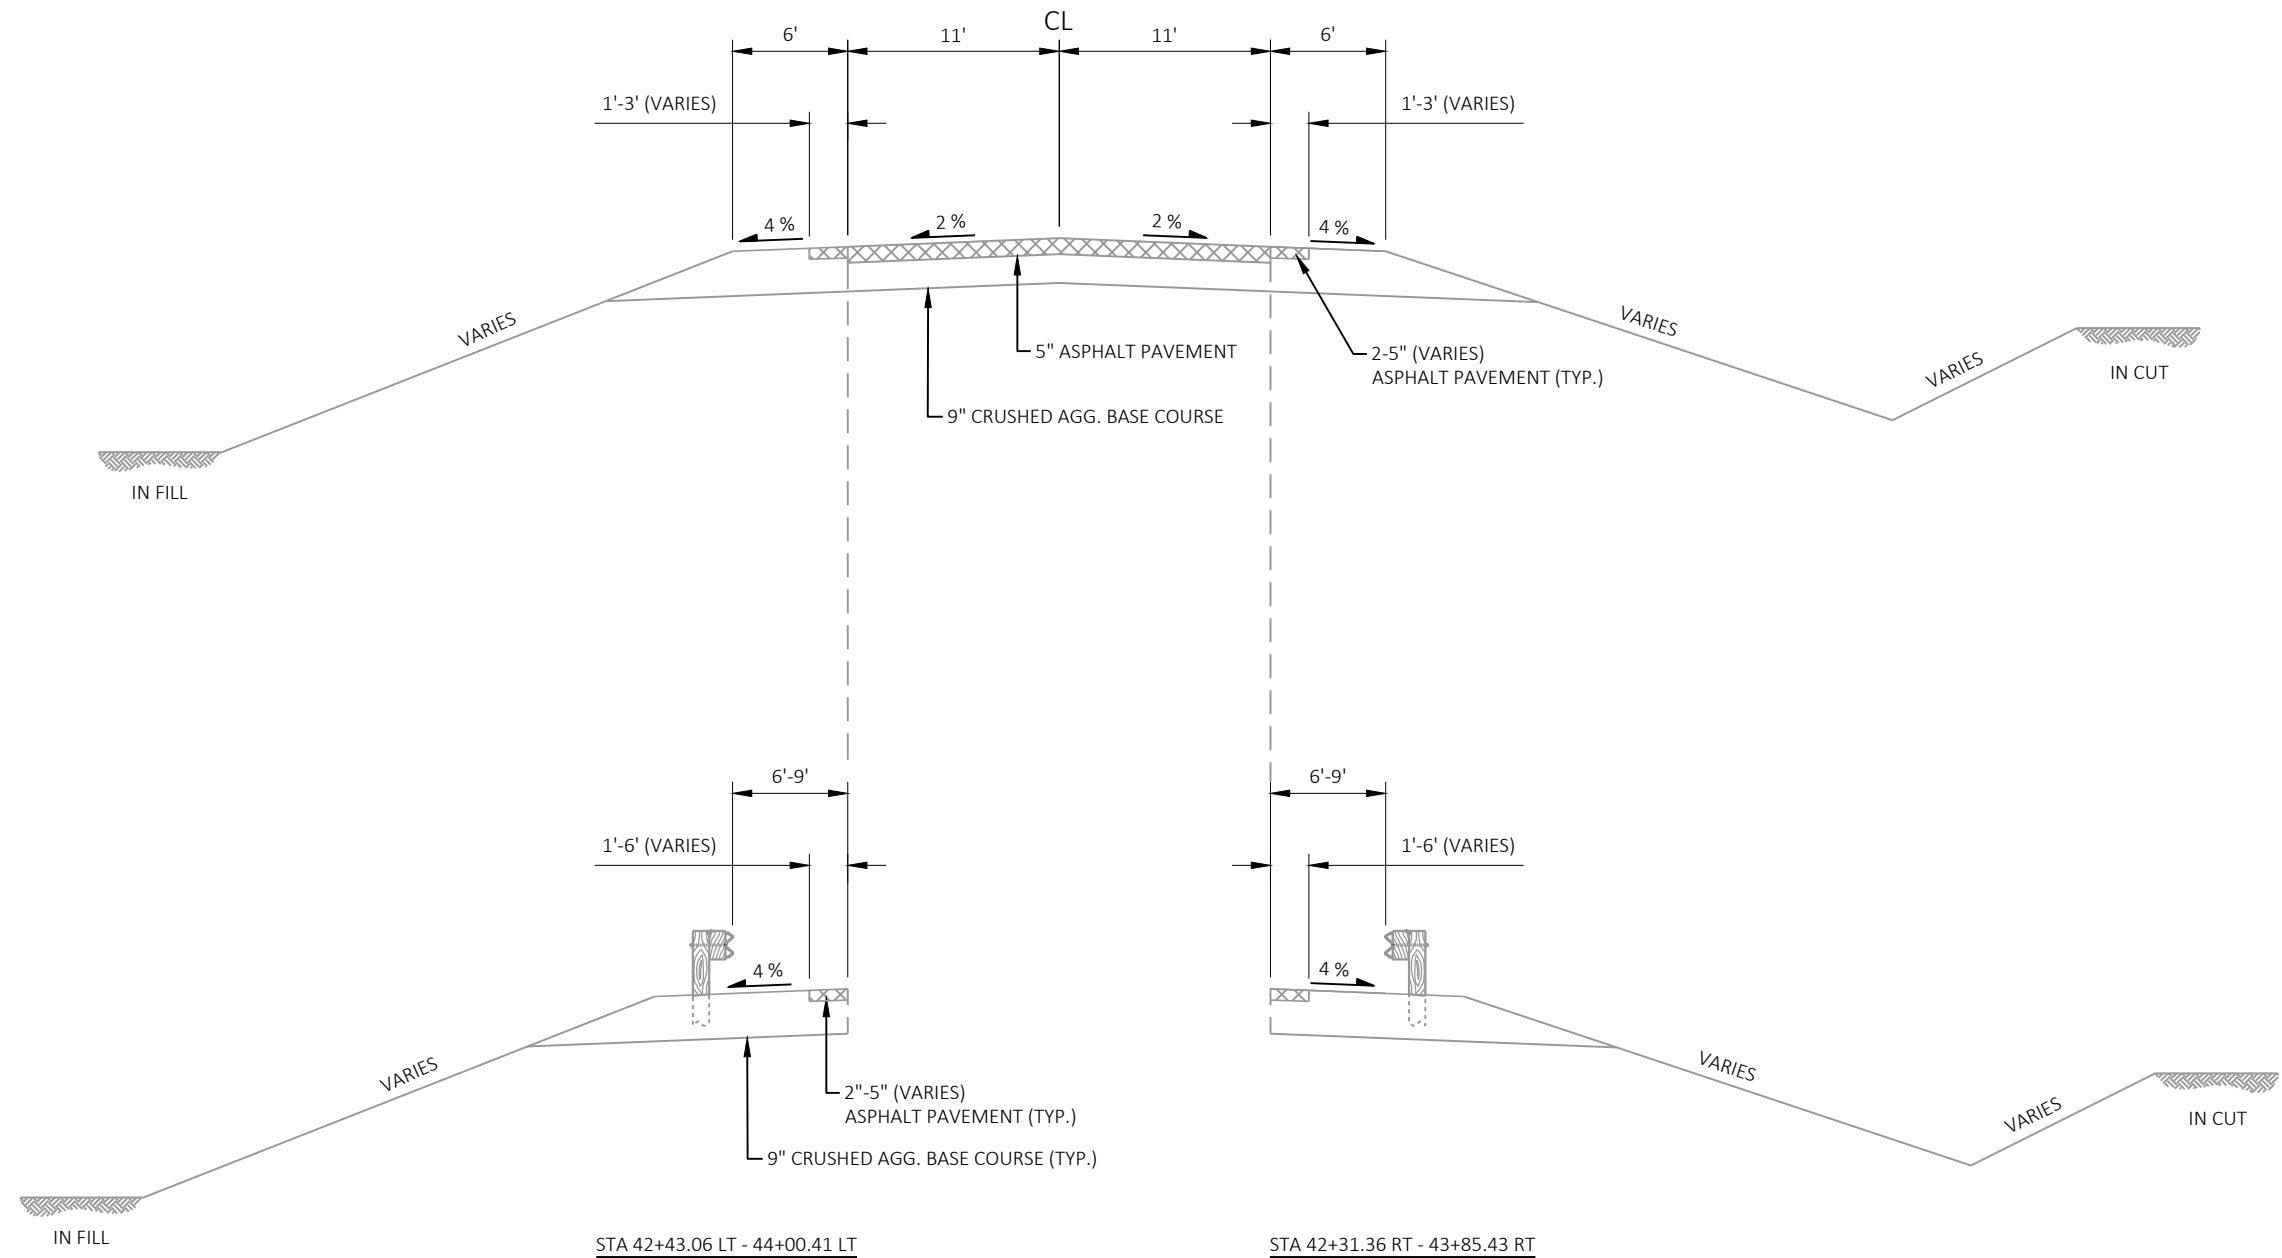 CL
6'
11'
11'
6'
1'-3' (VARIES)
1'-3' (VARIES)
4 %
2 %
2 %
4 %
VARIES
VARIES
VARIES
5" ASPHALT PAVEMENT
2-5" (VARIES)
ASPHALT PAVEMENT (TYP.)
IN CUT
9" CRUSHED AGG. BASE COURSE
IN FILL
6'-9'
6'-9'
1'-6' (VARIES)
1'-6' (VARIES)
4 %
4 %
VARIES
VARIES
VARIES
2"-5" (VARIES)
ASPHALT PAVEMENT (TYP.)
IN CUT
9" CRUSHED AGG. BASE COURSE (TYP.)
IN FILL
STA 42+43.06 LT - 44+00.41 LT
STA 42+31.36 RT - 43+85.43 RT